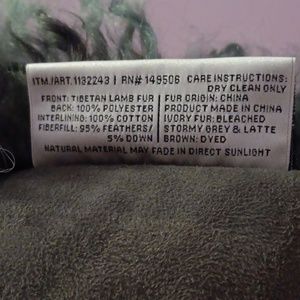 ITM./ART. 1132243 | RN# 149506
FRONT: TIBETAN LAMB FUR
BACK: 100% POLYESTER
INTERLINING: 100% COTTON
FIBERFILL: 95% FEATHERS/
5% DOWN
CARE INSTRUCTIONS:
DRY CLEAN ONLY
FUR ORIGIN: CHINA
PRODUCT MADE IN CHINA
IVORY FUR: BLEACHED
STORMY GREY & LATTE
BROWN: DYED
NATURAL MATERIAL MAY FADE IN DIRECT SUNLIGHT